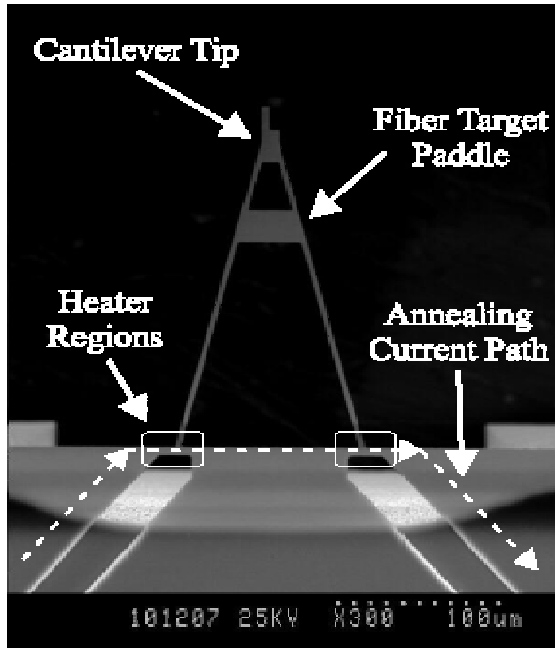 Cantilever Tip
Fiber Target
Paddle
Heater
Regions
Annealing
Current Path
101207 25KV X300 100um